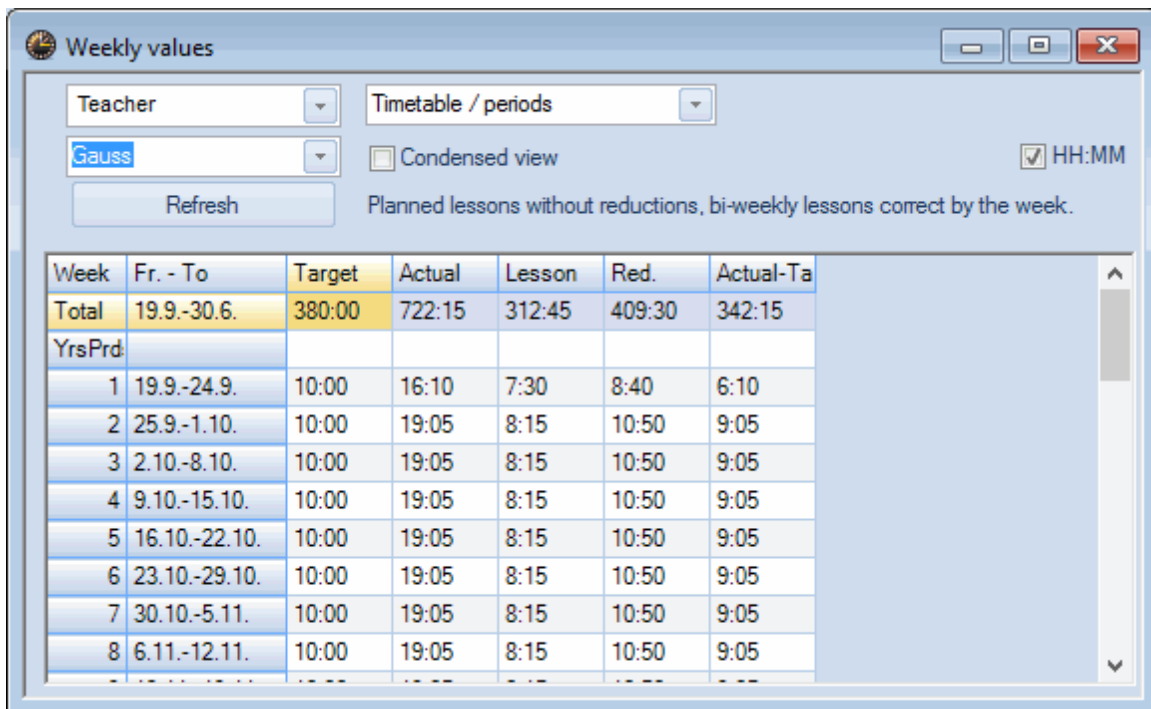 Weekly values
Teacher Timetable / periods
Gauss Condensed view HH:MM
Refresh Planned lessons without reductions, bi-weekly lessons correct by the week.
Week Fr. - To Target Actual Lesson Red. Actual-Ta
Total 19.9.-30.6. 380:00 722:15 312:45 409:30 342:15
YrsPrd
1 19.9.-24.9. 10:00 16:10 7:30 8:40 6:10
2 25.9.-1.10. 10:00 19:05 8:15 10:50 9:05
3 2.10.-8.10. 10:00 19:05 8:15 10:50 9:05
4 9.10.-15.10. 10:00 19:05 8:15 10:50 9:05
5 16.10.-22.10. 10:00 19:05 8:15 10:50 9:05
6 23.10.-29.10. 10:00 19:05 8:15 10:50 9:05
7 30.10.-5.11. 10:00 19:05 8:15 10:50 9:05
8 6.11.-12.11. 10:00 19:05 8:15 10:50 9:05